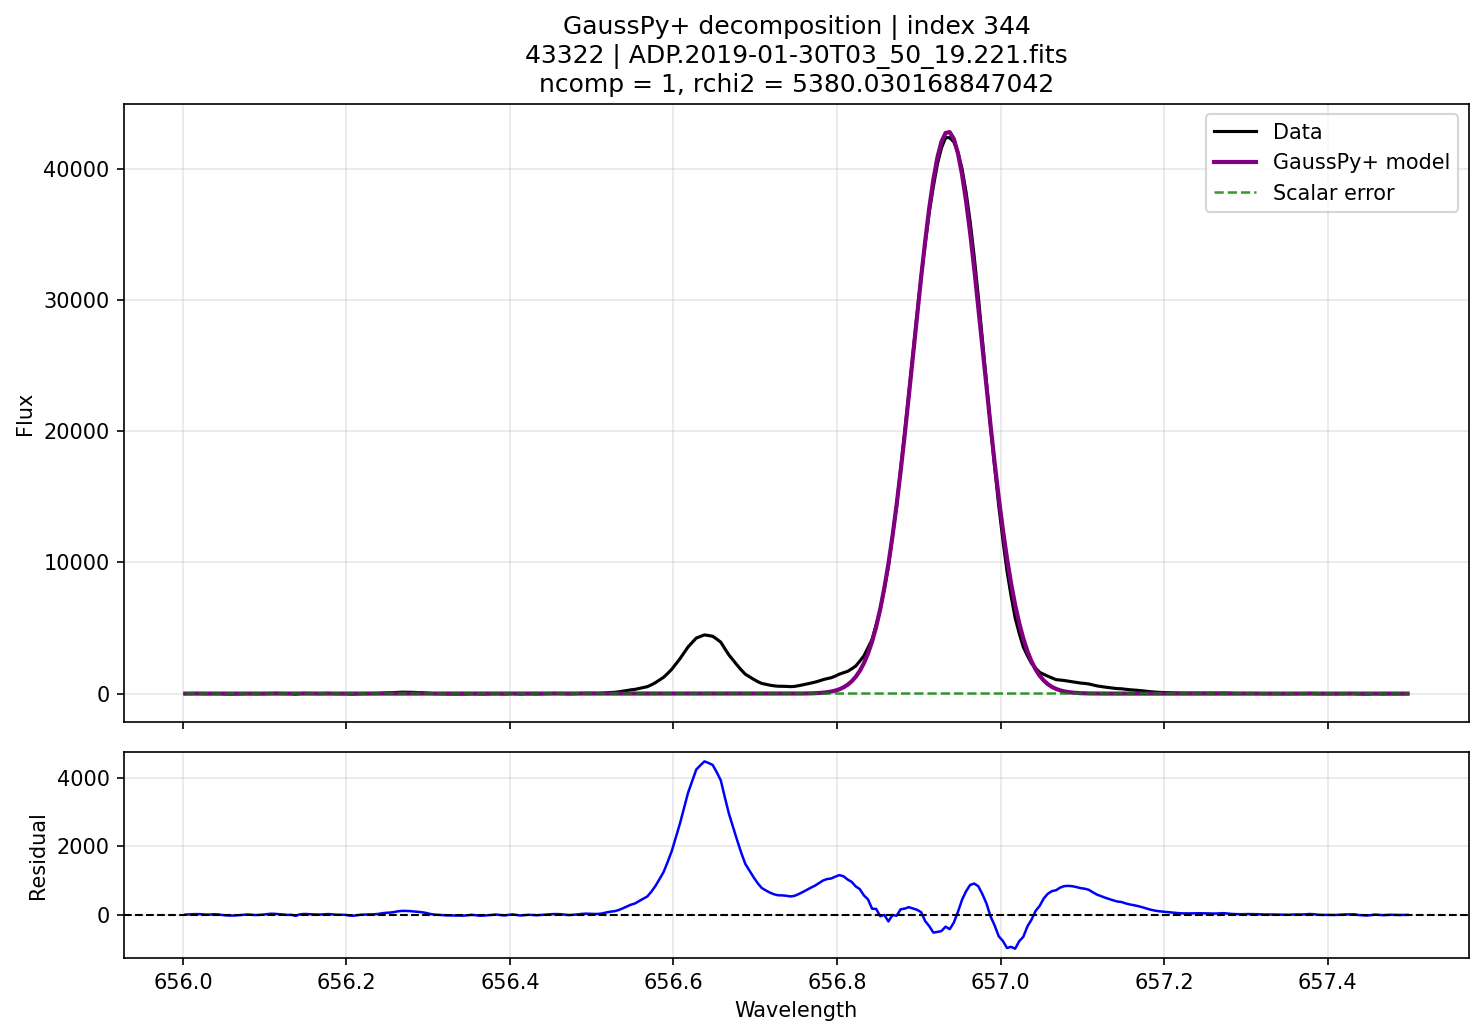 GaussPy+ decomposition | index 344
43322 | ADP.2019-01-30T03_50_19.221.fits
ncomp = 1, rchi2 = 5380.030168847042
Data
GaussPy+ model
Scalar error
Flux
40000
30000
20000
10000
0
Residual
4000
2000
0
656.0 656.2 656.4 656.6 656.8 657.0 657.2 657.4
Wavelength